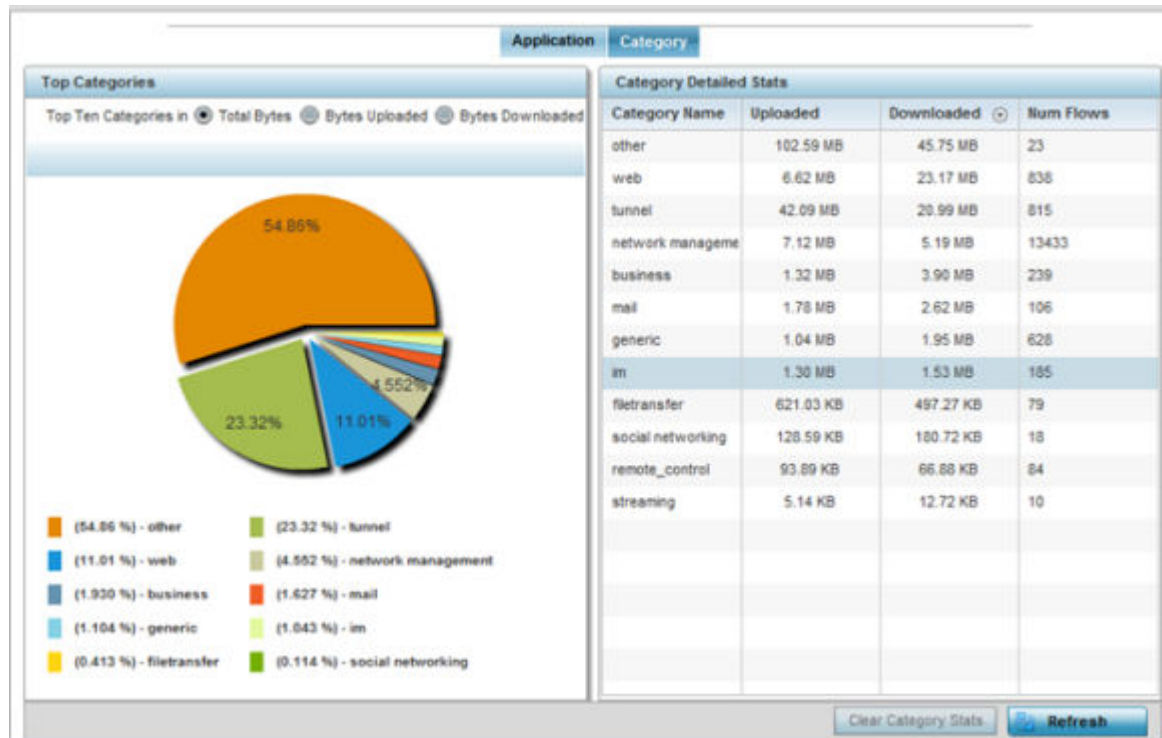 Application Category
Top Categories
Top Ten Categories in Total Bytes Bytes Uploaded Bytes Downloaded
54.86%
4.552%
23.32%
11.01%
(54.86 %) - other (23.32 %) - tunnel
(11.01 %) - web (4.552 %) - network management
(1.930 %) - business (1.627 %) - mail
(1.104 %) - generic (1.043 %) - im
(0.413 %) - filetransfer (0.114 %) - social networking
Category Detailed Stats
Category Name Uploaded Downloaded Num Flows
other 102.59 MB 45.75 MB 23
web 6.62 MB 23.17 MB 838
tunnel 42.09 MB 20.99 MB 815
network manageme 7.12 MB 5.19 MB 13433
business 1.32 MB 3.90 MB 239
mail 1.78 MB 2.62 MB 106
generic 1.04 MB 1.95 MB 628
im 1.30 MB 1.53 MB 185
filetransfer 621.03 KB 497.27 KB 79
social networking 128.59 KB 180.72 KB 18
remote_control 93.89 KB 66.88 KB 84
streaming 5.14 KB 12.72 KB 10
Clear Category Stats Refresh